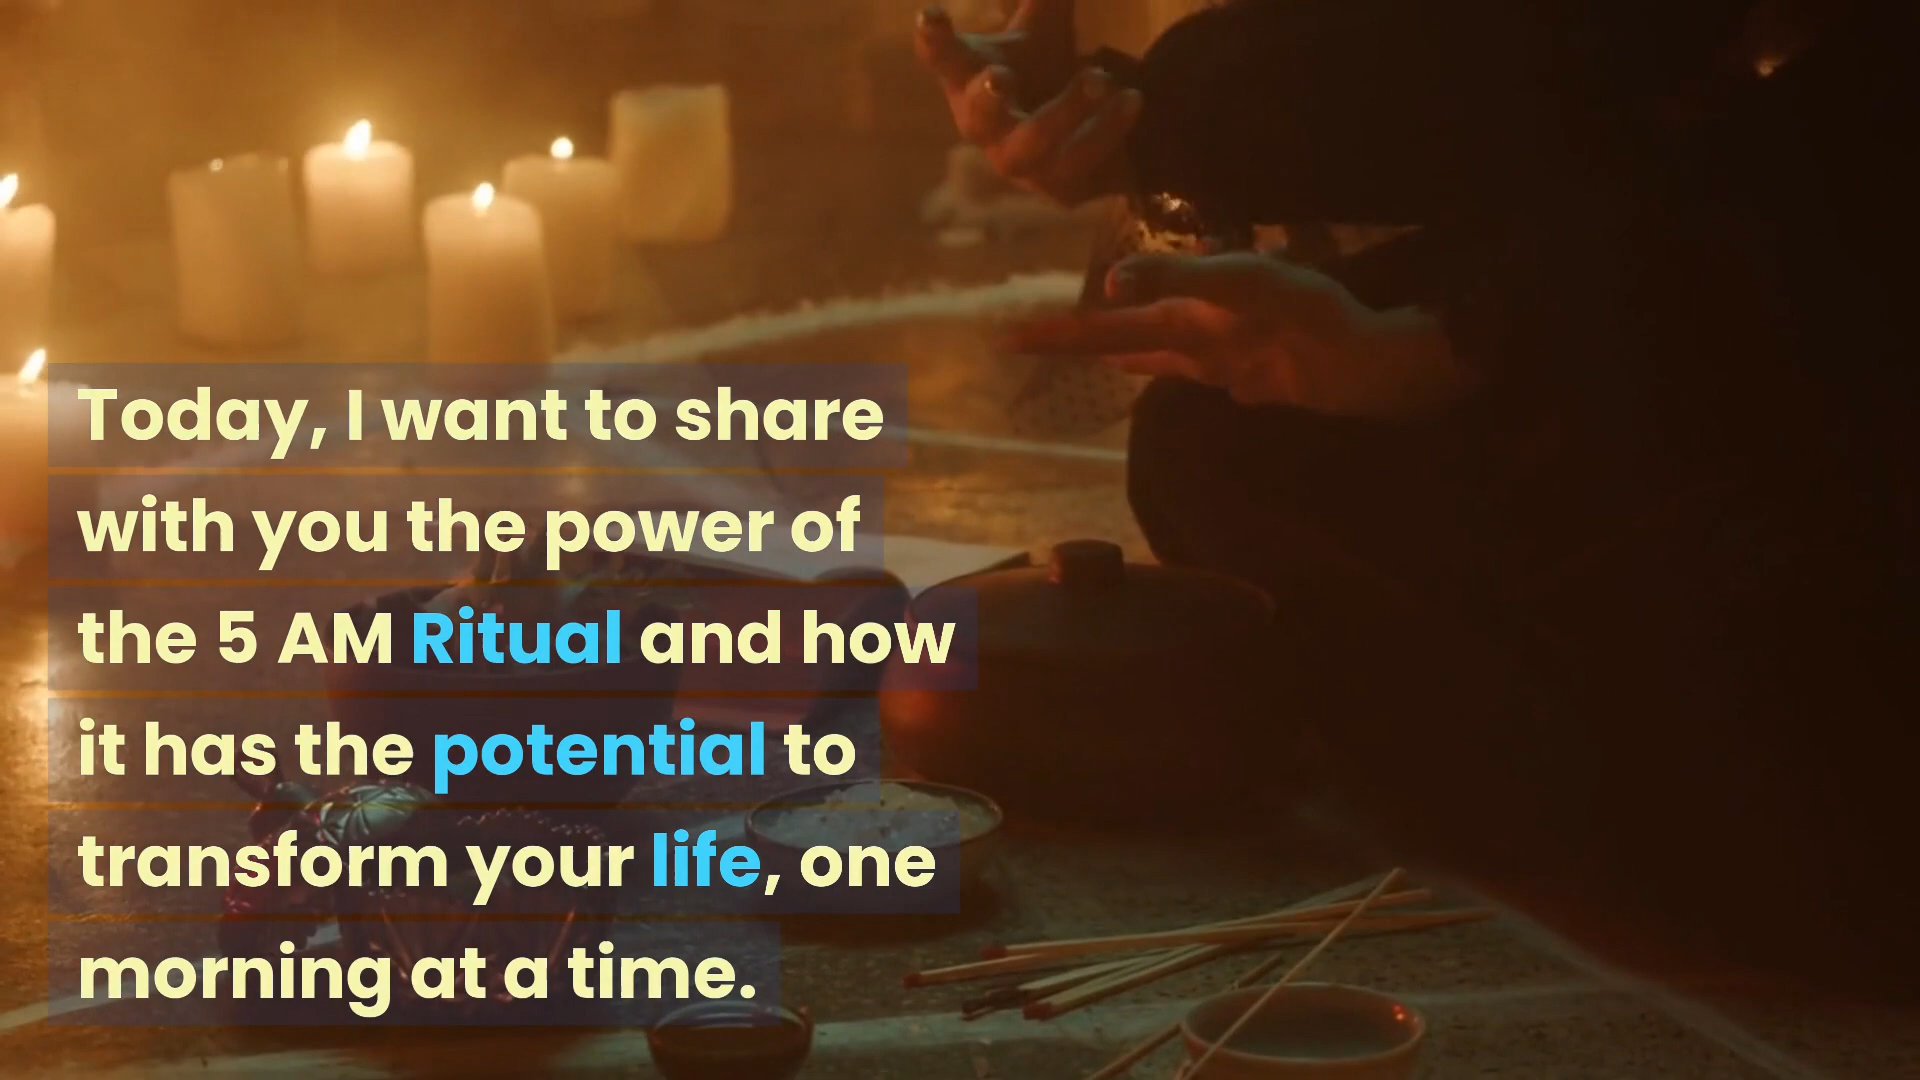 Today, I want to share
with you the power of
the 5 AM Ritual and how
it has the potential to
transform your life, one
morning at a time.